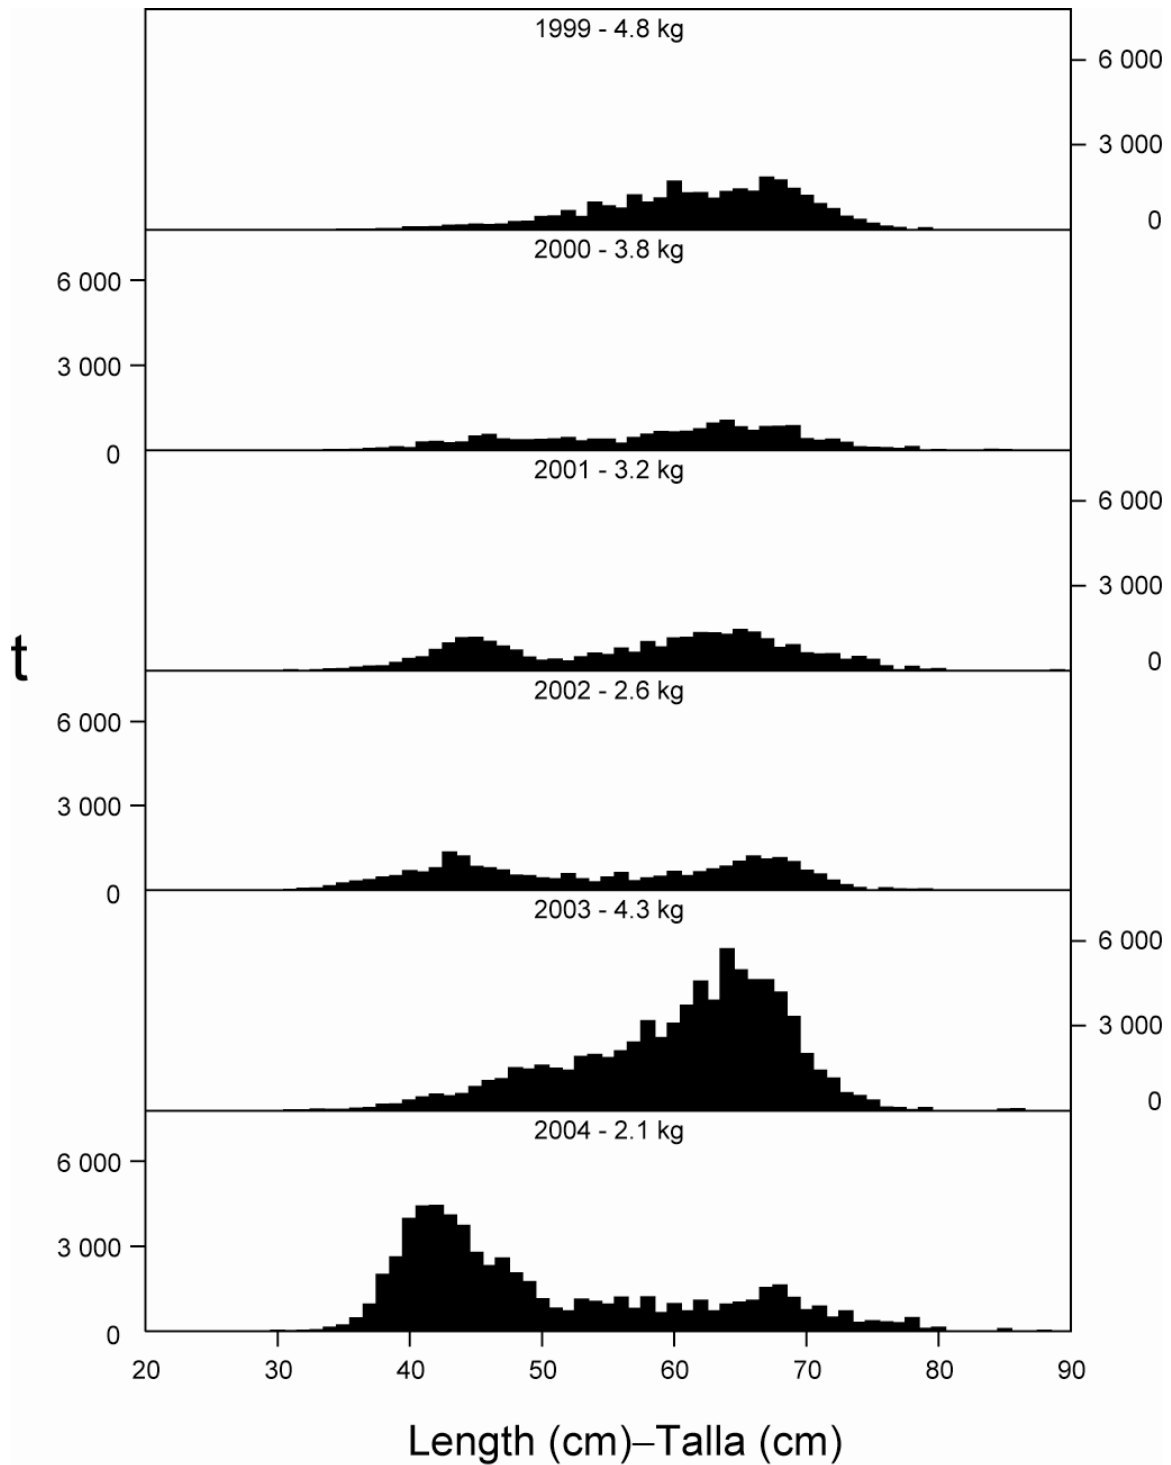 1999 - 4.8 kg
6 000
3 000
0
2000 - 3.8 kg
6 000
3 000
0
2001 - 3.2 kg
6 000
3 000
0
t
2002 - 2.6 kg
6 000
3 000
0
2003 - 4.3 kg
6 000
3 000
0
2004 - 2.1 kg
6 000
3 000
0
20 30 40 50 60 70 80 90
Length (cm)–Talla (cm)